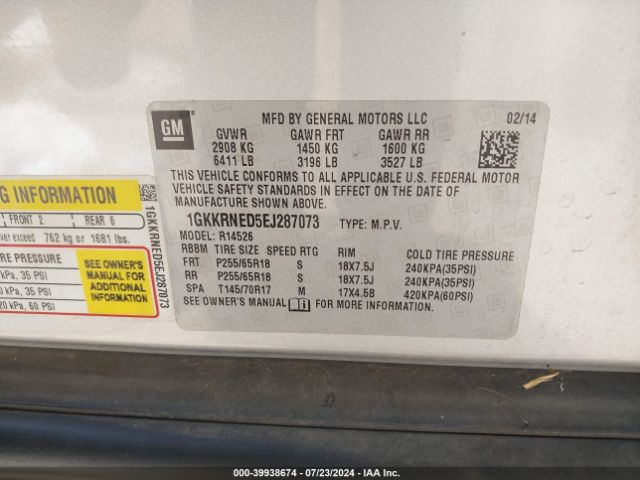 GM
MFD BY GENERAL MOTORS LLC 02/14
GVWR GAWR FRT GAWR RR
2908 KG 1450 KG 1600 KG
6411 LB 3196 LB 3527 LB
THIS VEHICLE CONFORMS TO ALL APPLICABLE U.S. FEDERAL MOTOR
VEHICLE SAFETY STANDARDS IN EFFECT ON THE DATE OF
MANUFACTURE SHOWN ABOVE.
1GKKRNED5EJ287073 TYPE: M.P.V.
MODEL: R14526
RBBM TIRE SIZE SPEED RTG RIM COLD TIRE PRESSURE
FRT P255/65R18 S 18X7.5J 240KPA(35PSI)
RR P255/65R18 S 18X7.5J 240KPA(35PSI)
SPA T145/70R17 M 17X4.5B 420KPA(60PSI)
SEE OWNER'S MANUAL FOR MORE INFORMATION.
G INFORMATION
FRONT 2 REAR 6
ver exceed 762 kg or 1681 lbs.
RE PRESSURE
kPa, 35 PSI
kPa, 35 PSI
20 kPa, 60 PSI
SEE OWNER'S
MANUAL FOR
ADDITIONAL
INFORMATION
1GKKRNED5EJ287073
000-39938674 / 07/23/2024 / IAA Inc.